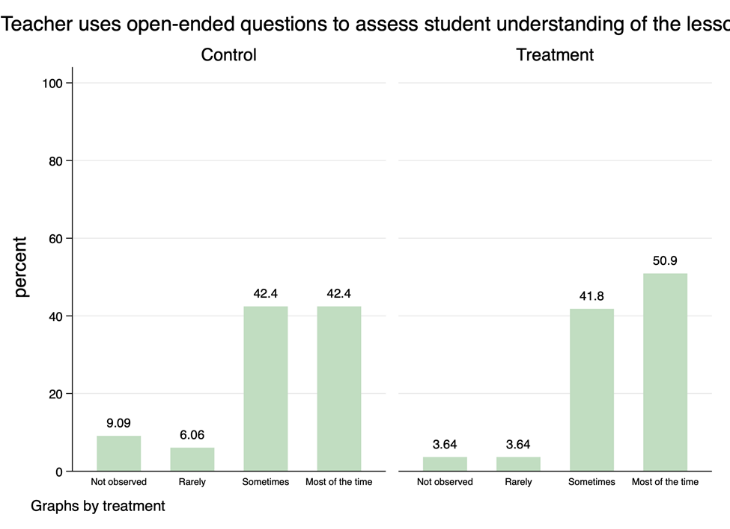 Teacher uses open-ended questions to assess student understanding of the lesso
Control
Treatment
percent
100
80
60
40
20
0
9.09
6.06
42.4
42.4
3.64
3.64
41.8
50.9
Not observed
Rarely
Sometimes
Most of the time
Not observed
Rarely
Sometimes
Most of the time
Graphs by treatment